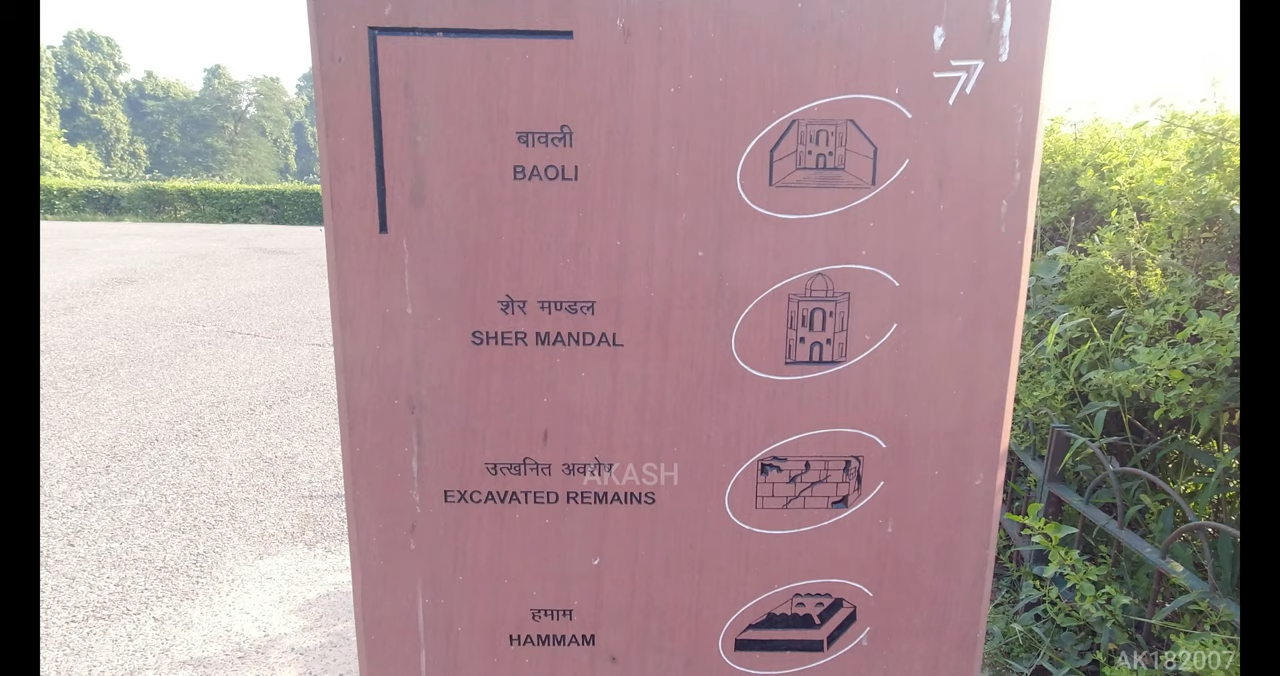 बावली
BAOLI
शेर मण्डल
SHER MANDAL
उत्खनित अवशेष
AKASH
EXCAVATED REMAINS
हमाम
HAMMAM
AK182007